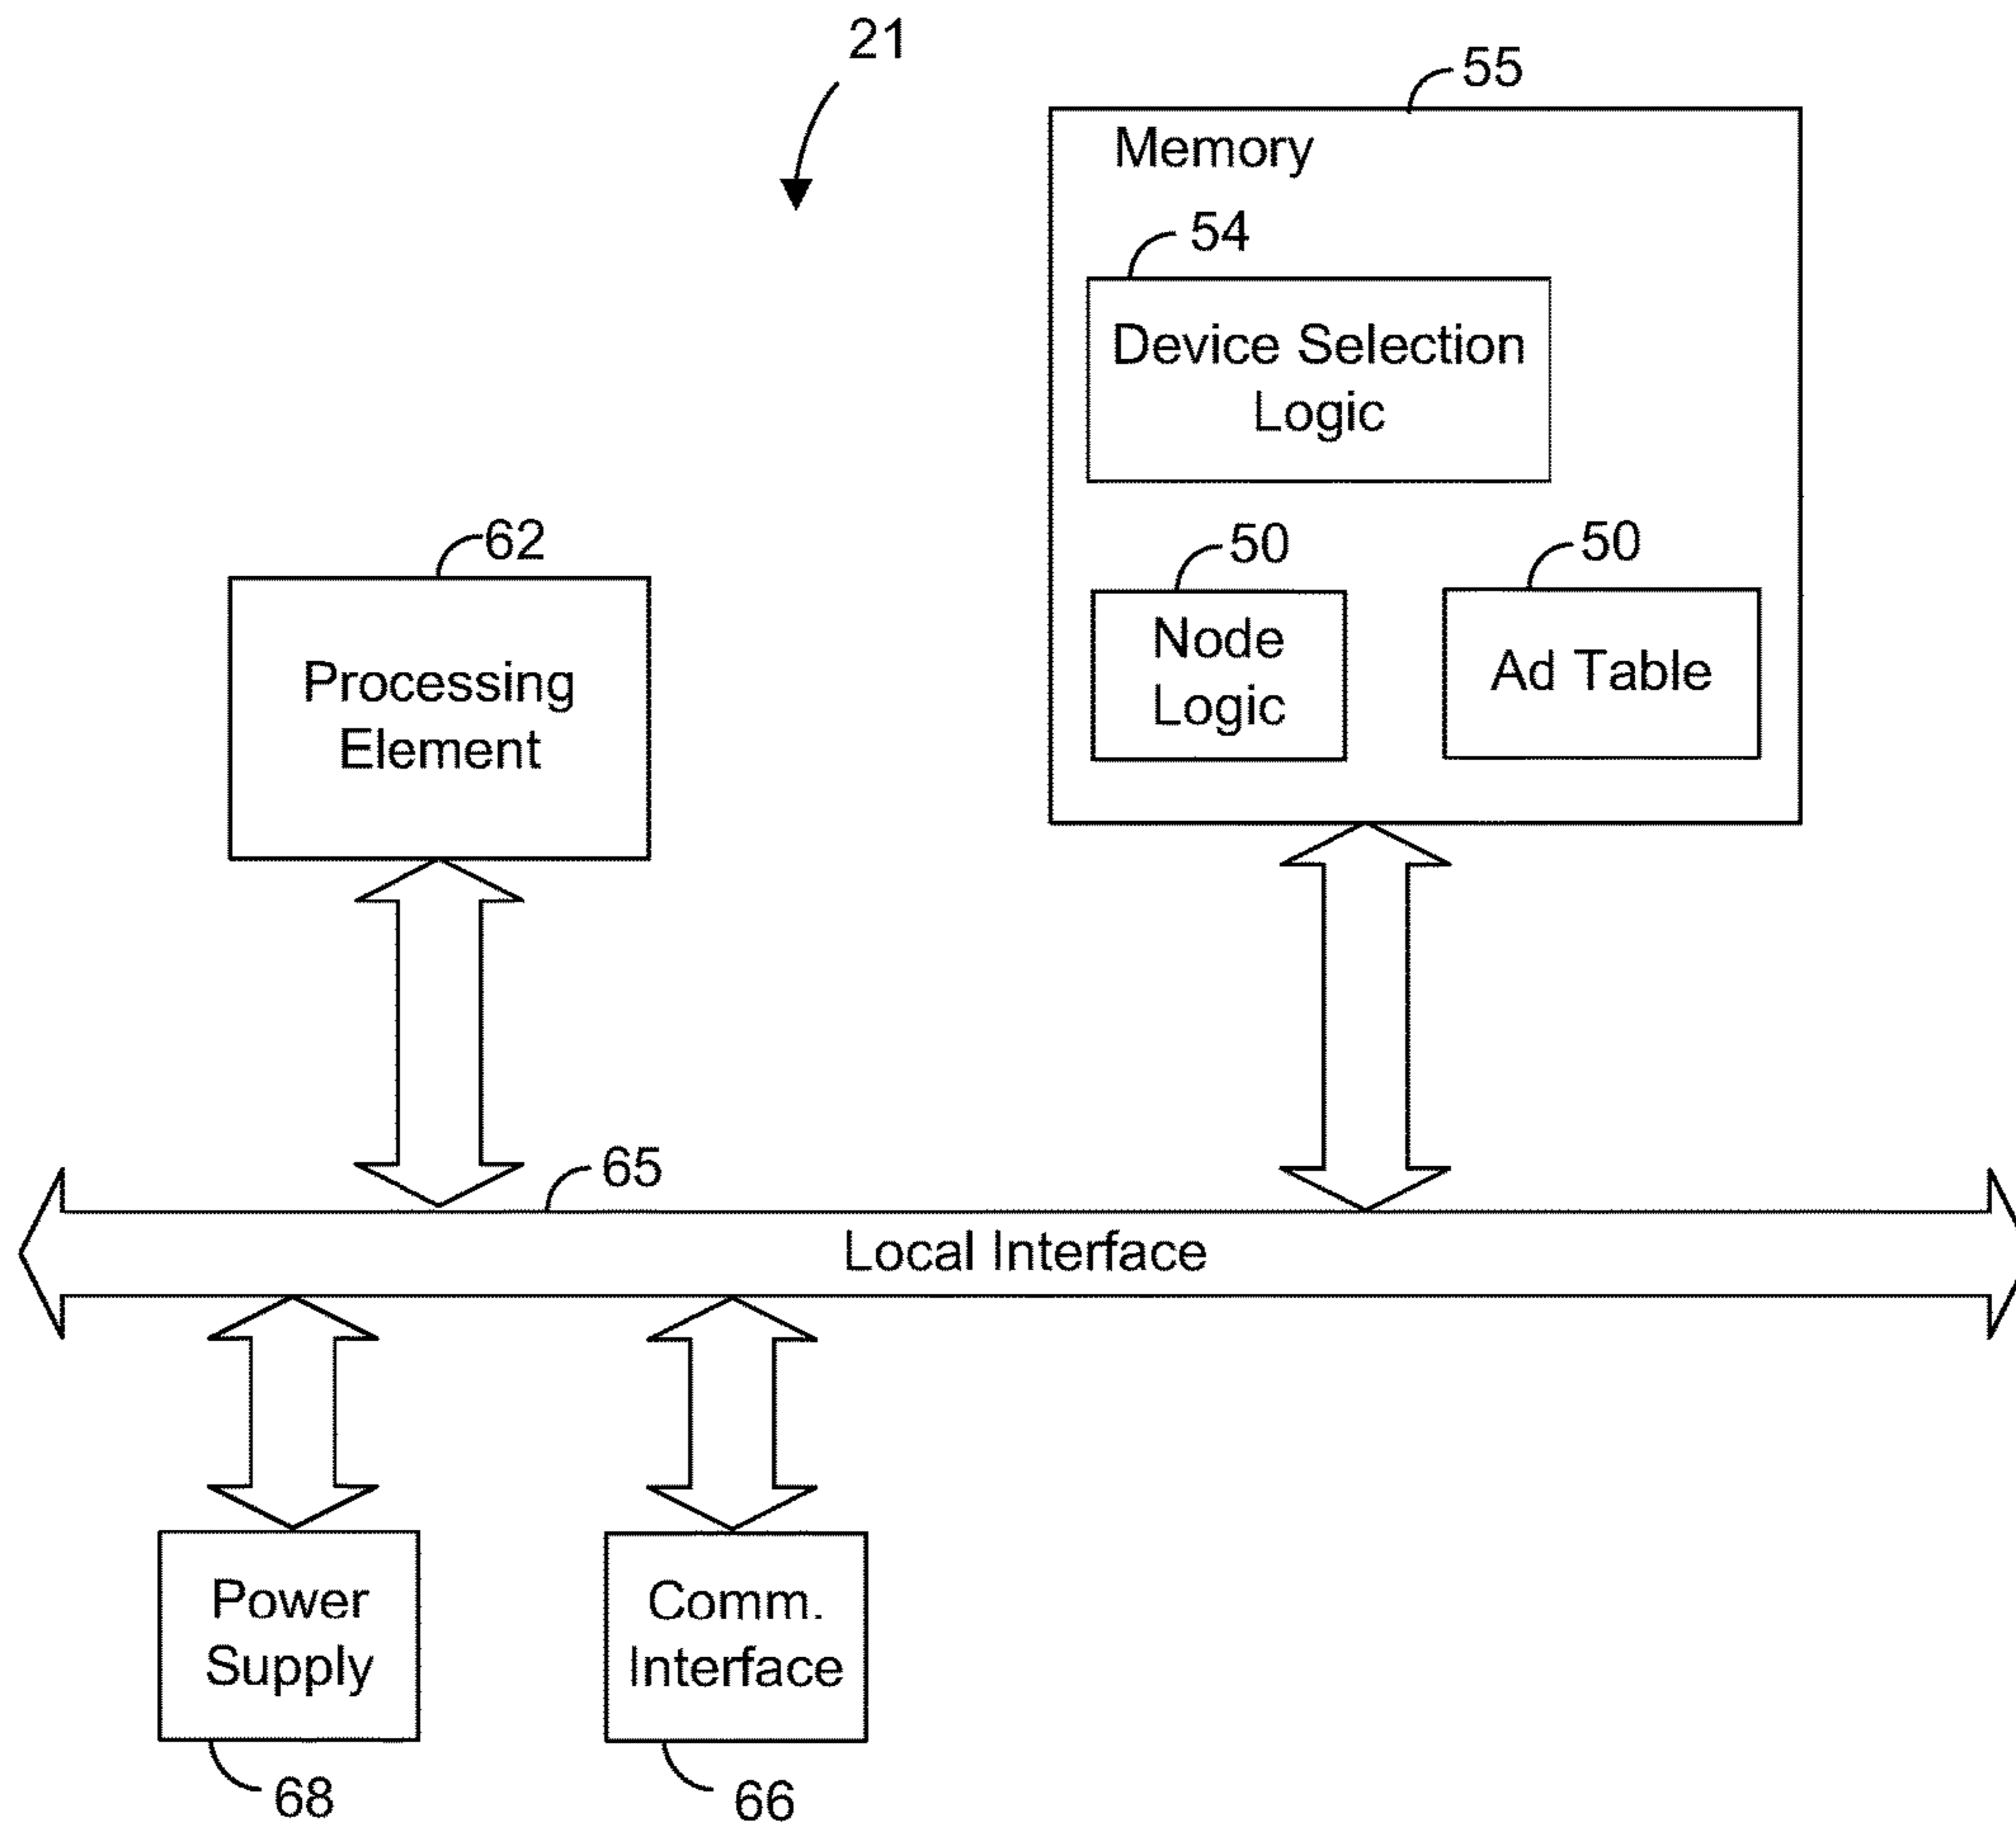 21
55
Memory
54
Device Selection
Logic
62
50
50
Processing
Element
Node
Logic
Ad Table
65
Local Interface
Power
Supply
Comm.
Interface
68
66